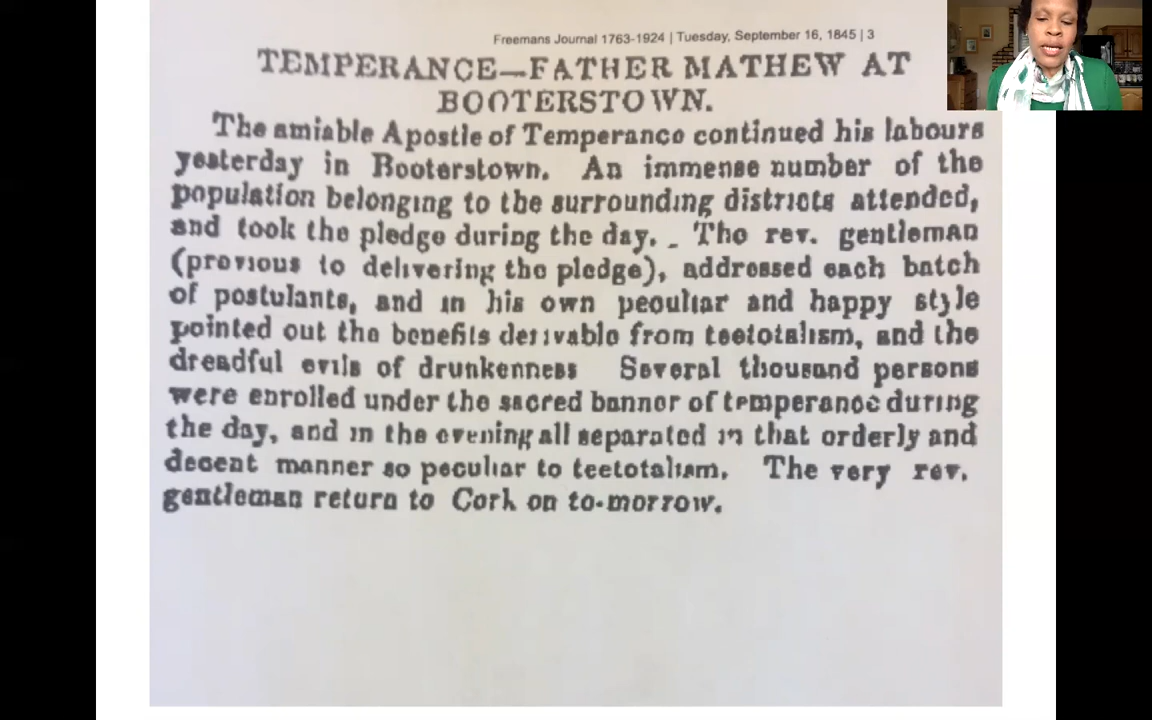 Freemans Journal 1763-1924 | Tuesday, September 16, 1845 | 3
TEMPERANCE—FATHER MATHEW AT
BOOTERSTOWN.
The amiable Apostle of Temperance continued his labours
yesterday in Booterstown. An immense number of the
population belonging to the surrounding districts attended,
and took the pledge during the day. The rev. gentleman
(previous to delivering the pledge), addressed each batch
of postulants, and in his own peculiar and happy style
pointed out the benefits derivable from teetotalism, and the
dreadful evils of drunkenness Several thousand persons
were enrolled under the sacred banner of temperance during
the day, and in the evening all separated in that orderly and
decent manner so peculiar to teetotalism. The very rev.
gentleman return to Cork on to-morrow.